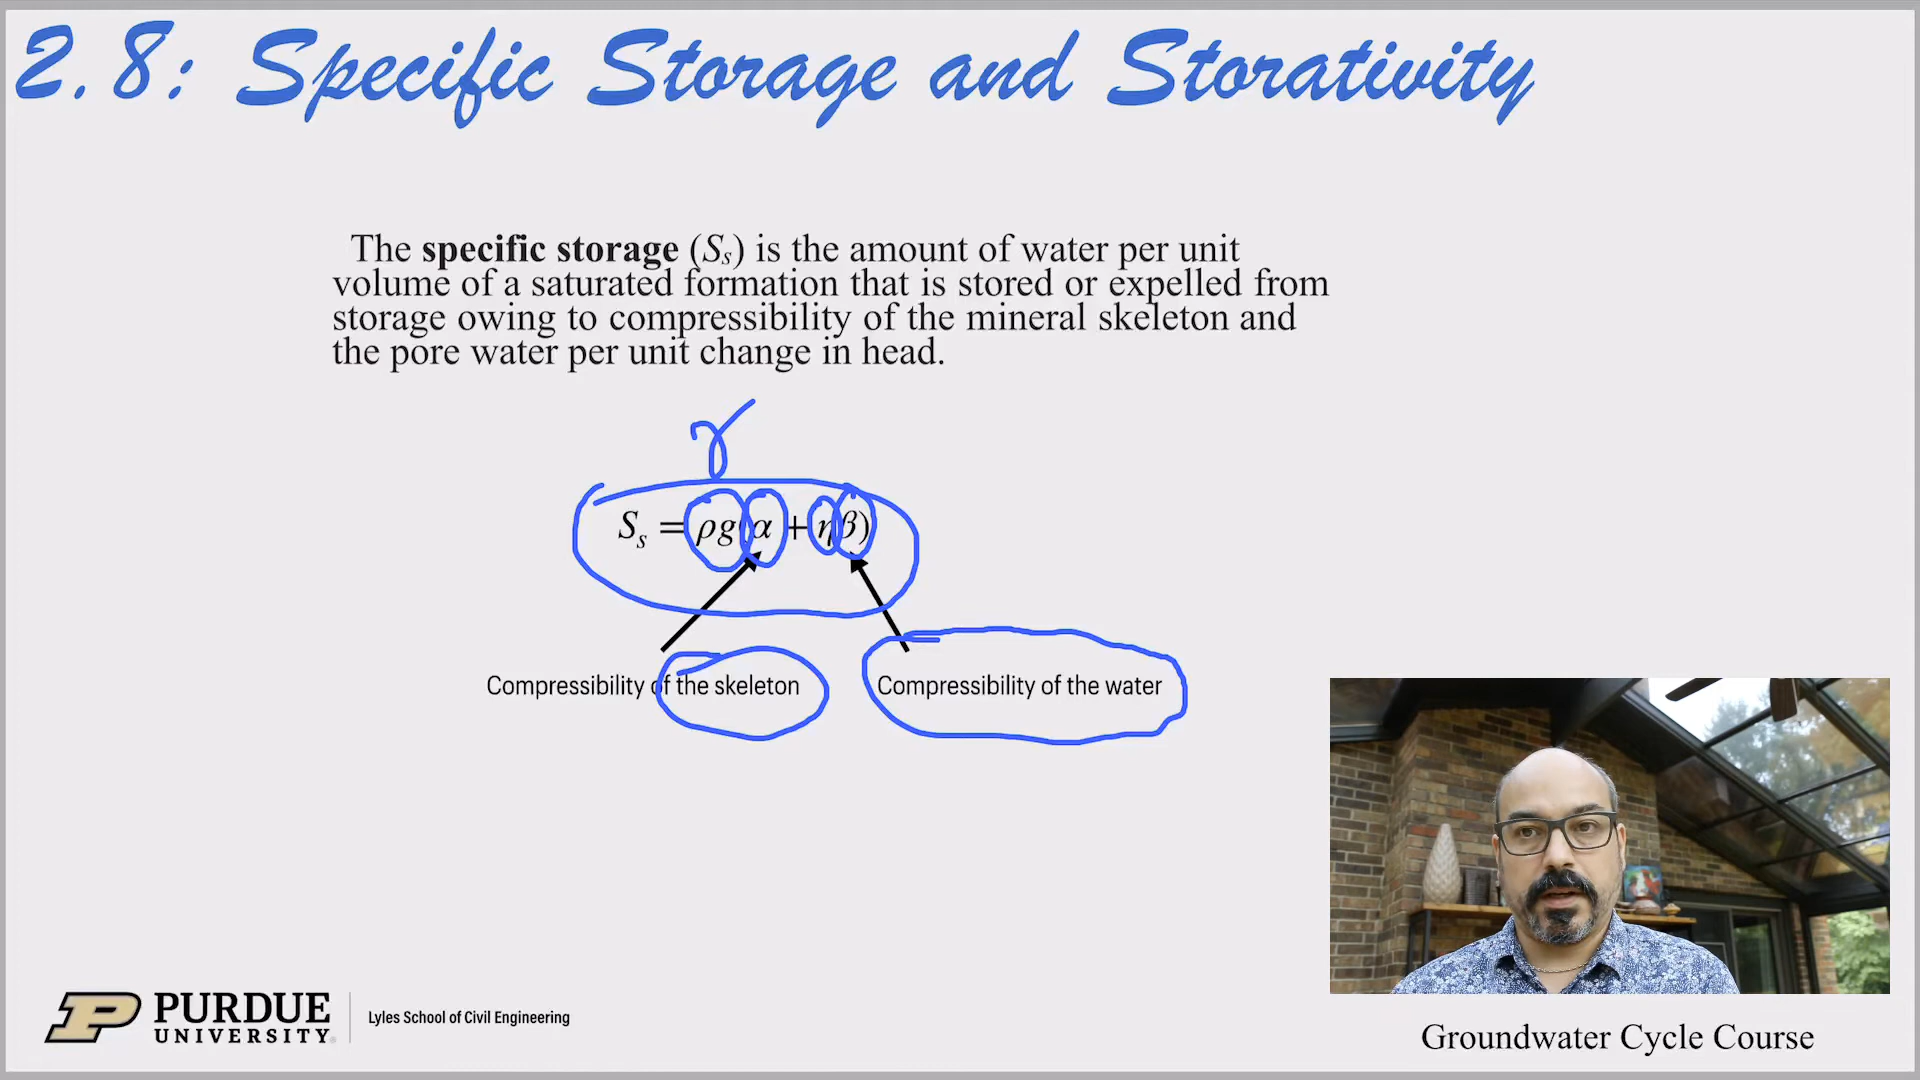 2.8: Specific Storage and Storativity
The specific storage (Sₛ) is the amount of water per unit
volume of a saturated formation that is stored or expelled from
storage owing to compressibility of the mineral skeleton and
the pore water per unit change in head.
γ
Sₛ = ρg(α + ηβ)
Compressibility of the skeleton
Compressibility of the water
PURDUE
UNIVERSITY
Lyles School of Civil Engineering
Groundwater Cycle Course